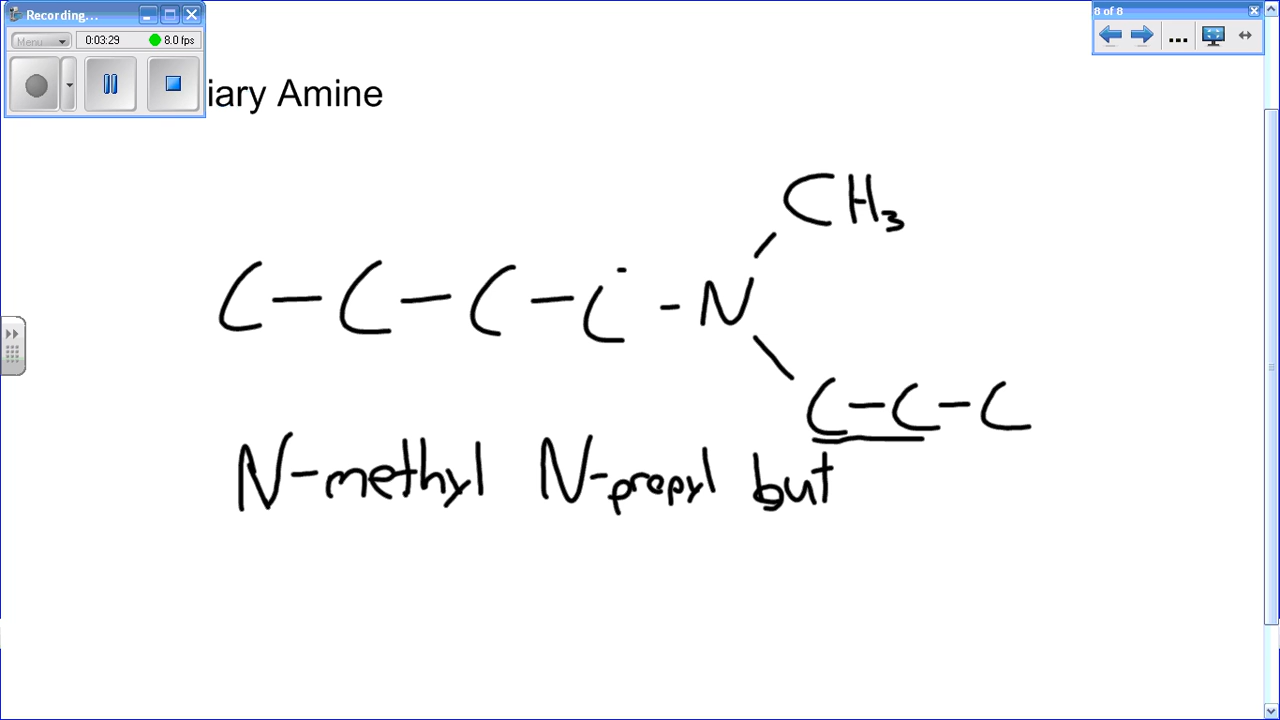 Recording...
8 of 8
Menu
0:03:29
8.0 fps
iary Amine
CH3
C-C-C-C-N
C-C-C
N-methyl N-propyl but